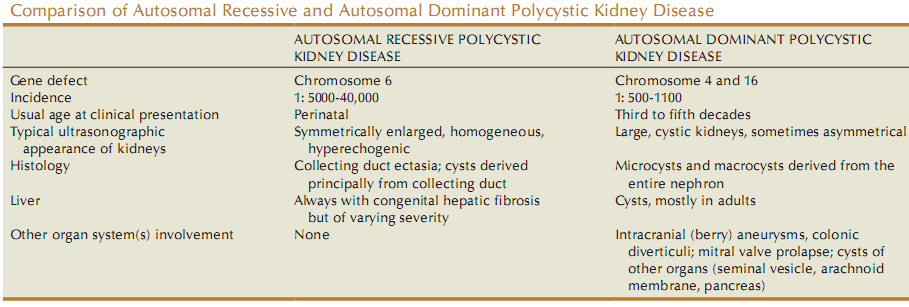 Comparison of Autosomal Recessive and Autosomal Dominant Polycystic Kidney Disease
AUTOSOMAL RECESSIVE POLYCYSTIC KIDNEY DISEASE
AUTOSOMAL DOMINANT POLYCYSTIC KIDNEY DISEASE
Gene defect Chromosome 6 Chromosome 4 and 16
Incidence 1: 5000-40,000 1: 500-1100
Usual age at clinical presentation Perinatal Third to fifth decades
Typical ultrasonographic Symmetrically enlarged, homogeneous, Large, cystic kidneys, sometimes asymmetrical
appearance of kidneys hyperechogenic
Histology Collecting duct ectasia; cysts derived Microcysts and macrocysts derived from the
principally from collecting duct entire nephron
Liver Always with congenital hepatic fibrosis Cysts, mostly in adults
but of varying severity
Other organ system(s) involvement None Intracranial (berry) aneurysms, colonic
diverticuli; mitral valve prolapse; cysts of
other organs (seminal vesicle, arachnoid
membrane, pancreas)